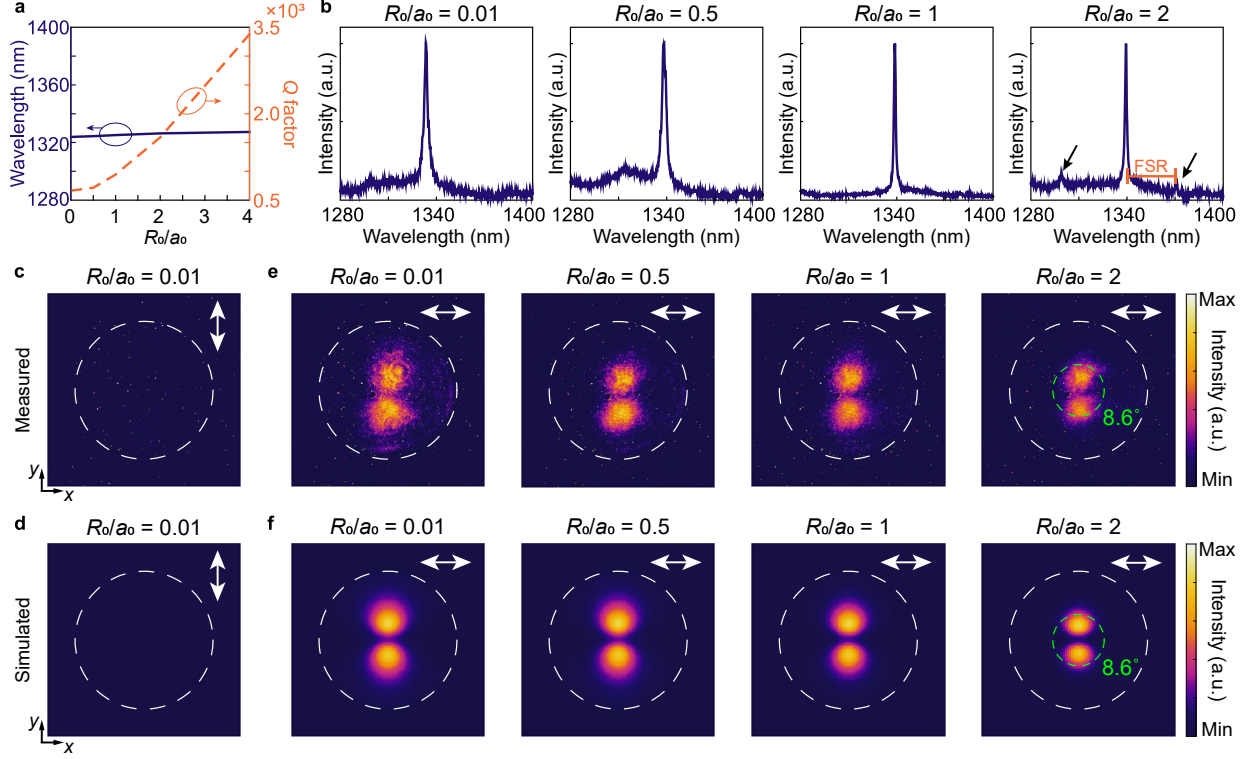 a
×10³
1400
1360
1320
1280
Wavelength (nm)
3.5
2.0
0.5
Q factor
0
1
2
3
4
R₀/a₀
b
R₀/a₀ = 0.01
R₀/a₀ = 0.5
R₀/a₀ = 1
R₀/a₀ = 2
Intensity (a.u.)
Intensity (a.u.)
Intensity (a.u.)
Intensity (a.u.)
FSR
1280 1340 1400
1280 1340 1400
1280 1340 1400
1280 1340 1400
Wavelength (nm)
Wavelength (nm)
Wavelength (nm)
Wavelength (nm)
c
R₀/a₀ = 0.01
Measured
y
x
e
R₀/a₀ = 0.01
R₀/a₀ = 0.5
R₀/a₀ = 1
R₀/a₀ = 2
8.6°
Max
Intensity (a.u.)
Min
d
R₀/a₀ = 0.01
Simulated
y
x
f
R₀/a₀ = 0.01
R₀/a₀ = 0.5
R₀/a₀ = 1
R₀/a₀ = 2
8.6°
Max
Intensity (a.u.)
Min